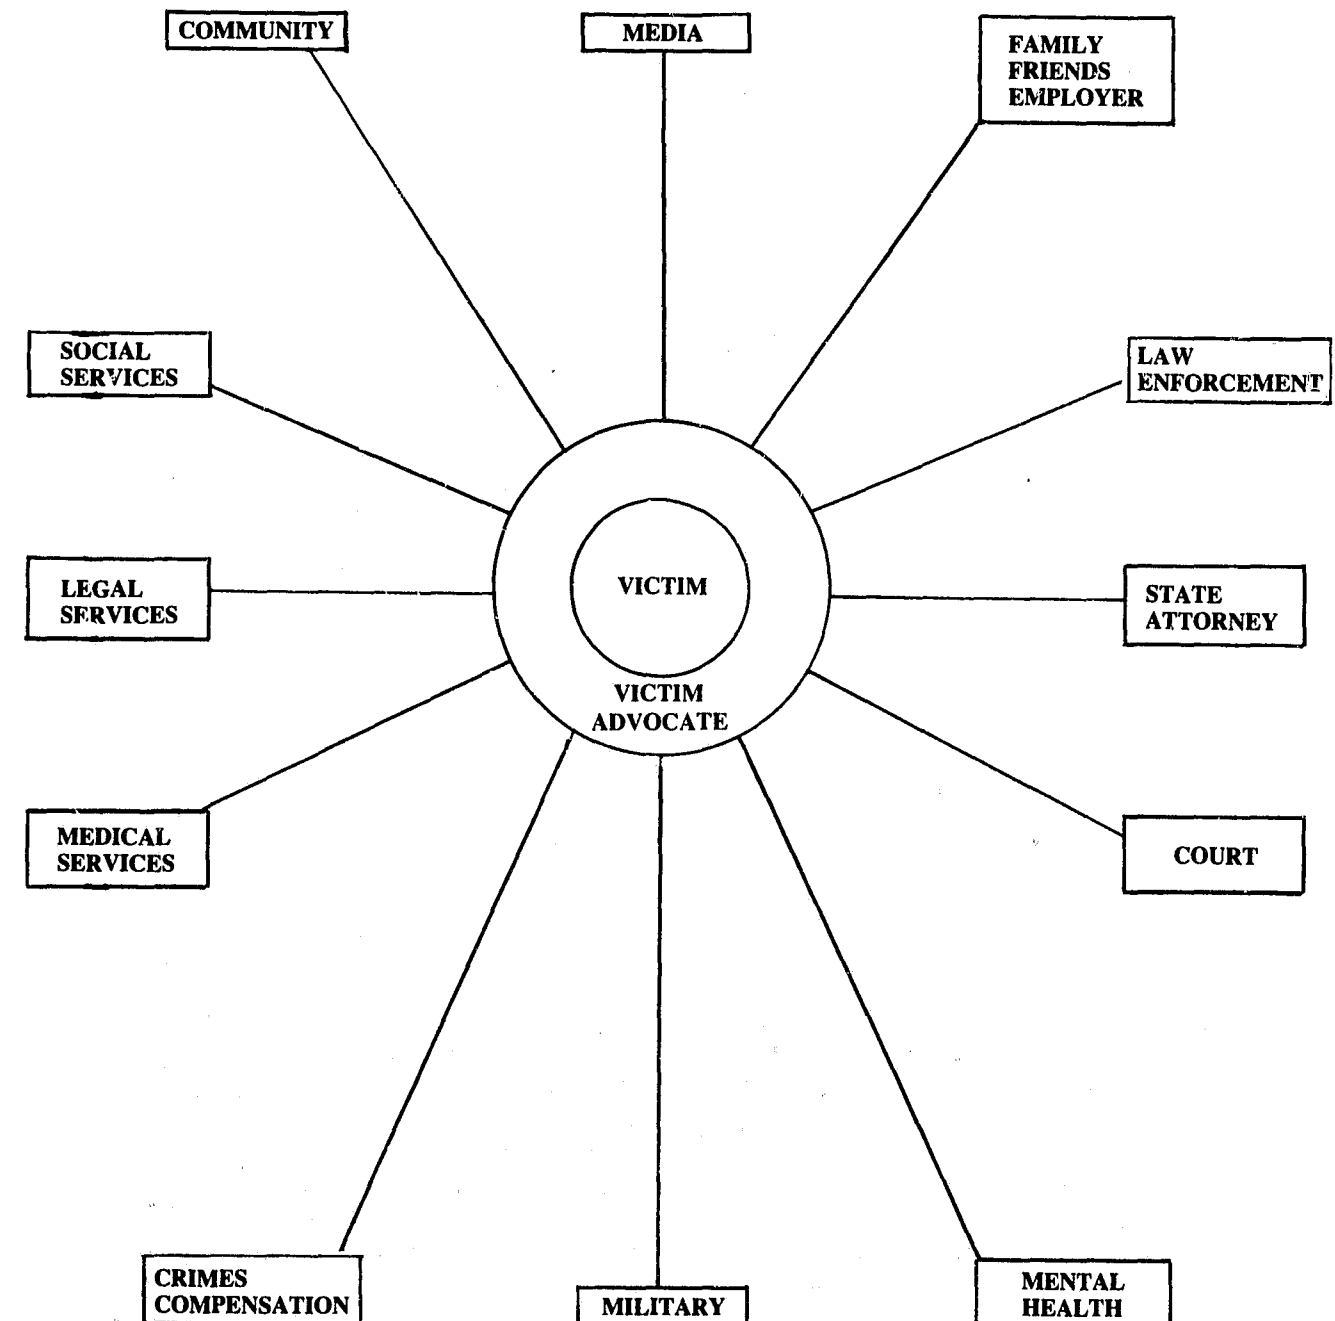 COMMUNITY
MEDIA
FAMILY
FRIENDS
EMPLOYER
SOCIAL
SERVICES
LAW
ENFORCEMENT
LEGAL
SERVICES
VICTIM
STATE
ATTORNEY
VICTIM
ADVOCATE
MEDICAL
SERVICES
COURT
CRIMES
COMPENSATION
MILITARY
MENTAL
HEALTH